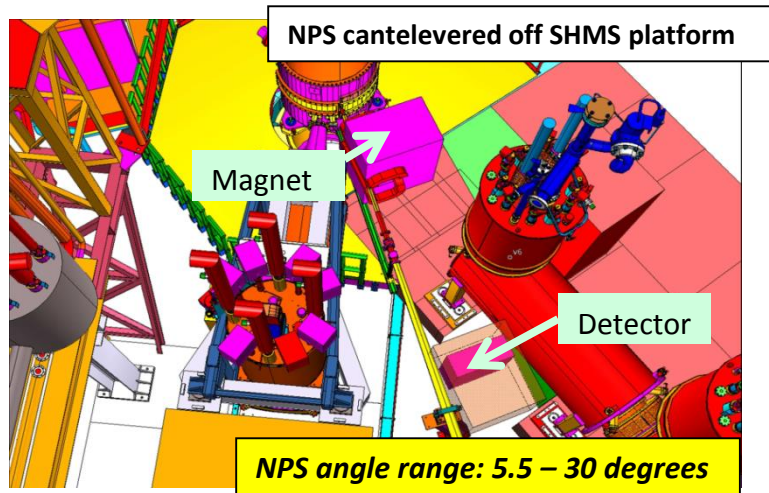 NPS cantelevered off SHMS platform
Magnet
Detector
NPS angle range: 5.5 – 30 degrees